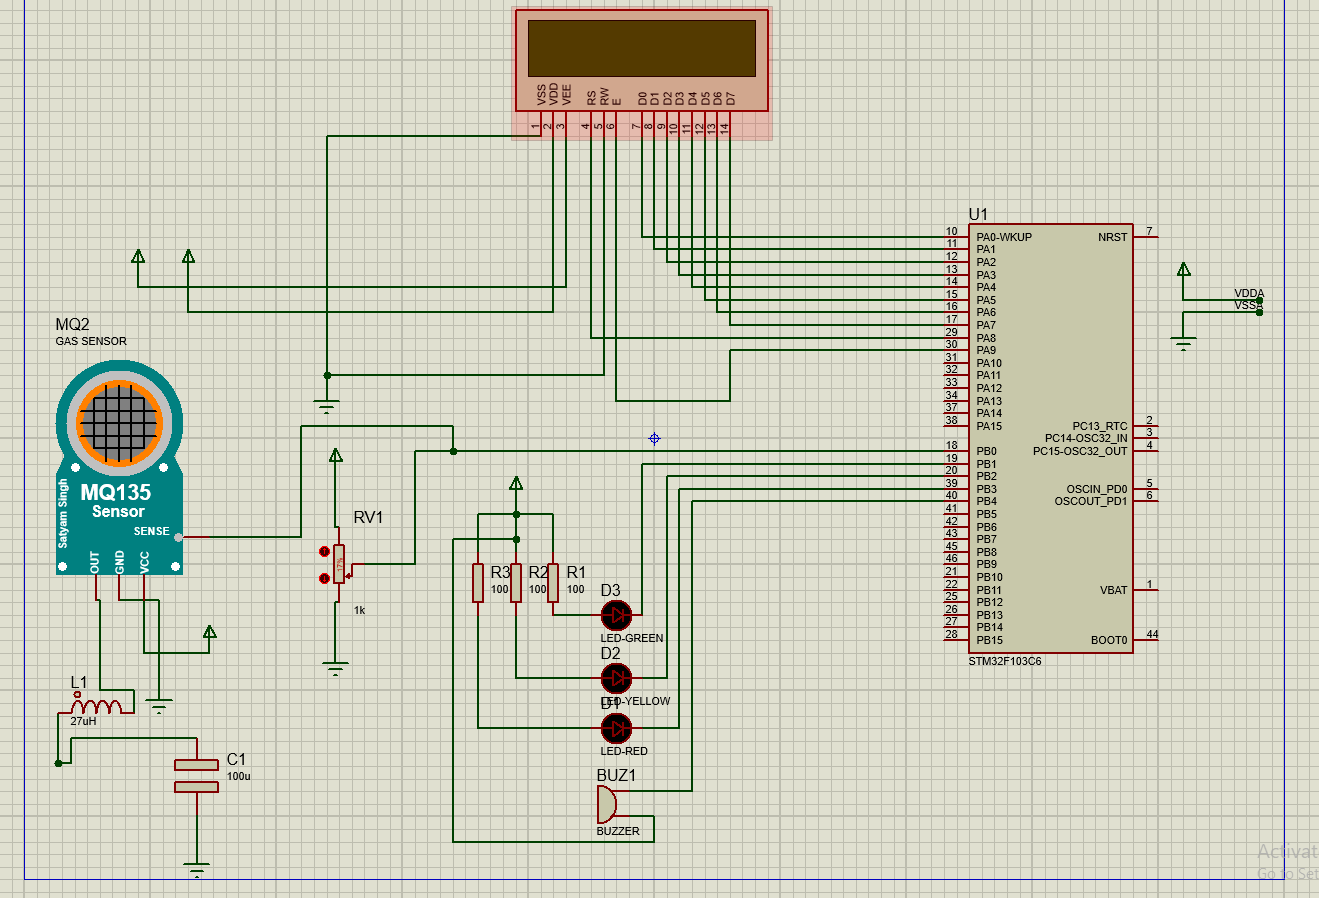 VSS
VDD
VEE
RS
RW
E
D0
D1
D2
D3
D4
D5
D6
D7
1
2
3
4
5
6
7
8
9
10
11
12
13
14
U1
10 PA0-WKUP
11 PA1
12 PA2
13 PA3
14 PA4
15 PA5
16 PA6
17 PA7
29 PA8
30 PA9
31 PA10
32 PA11
33 PA12
34 PA13
37 PA14
38 PA15
18 PB0
19 PB1
20 PB2
39 PB3
40 PB4
41 PB5
42 PB6
43 PB7
45 PB8
46 PB9
21 PB10
22 PB11
25 PB12
26 PB13
27 PB14
28 PB15
NRST 7
PC13_RTC 2
PC14-OSC32_IN 3
PC15-OSC32_OUT 4
OSCIN_PD0 5
OSCOUT_PD1 6
VBAT 1
BOOT0 44
STM32F103C6
VDDA
VSSA
MQ2
GAS SENSOR
MQ135
Sensor
Satyam Singh
SENSE
OUT
GND
VCC
RV1
17%
1k
R3
100
R2
100
R1
100
D3
LED-GREEN
D2
LED-YELLOW
D1
LED-RED
BUZ1
BUZZER
L1
27uH
C1
100u
Activat
Go to Set